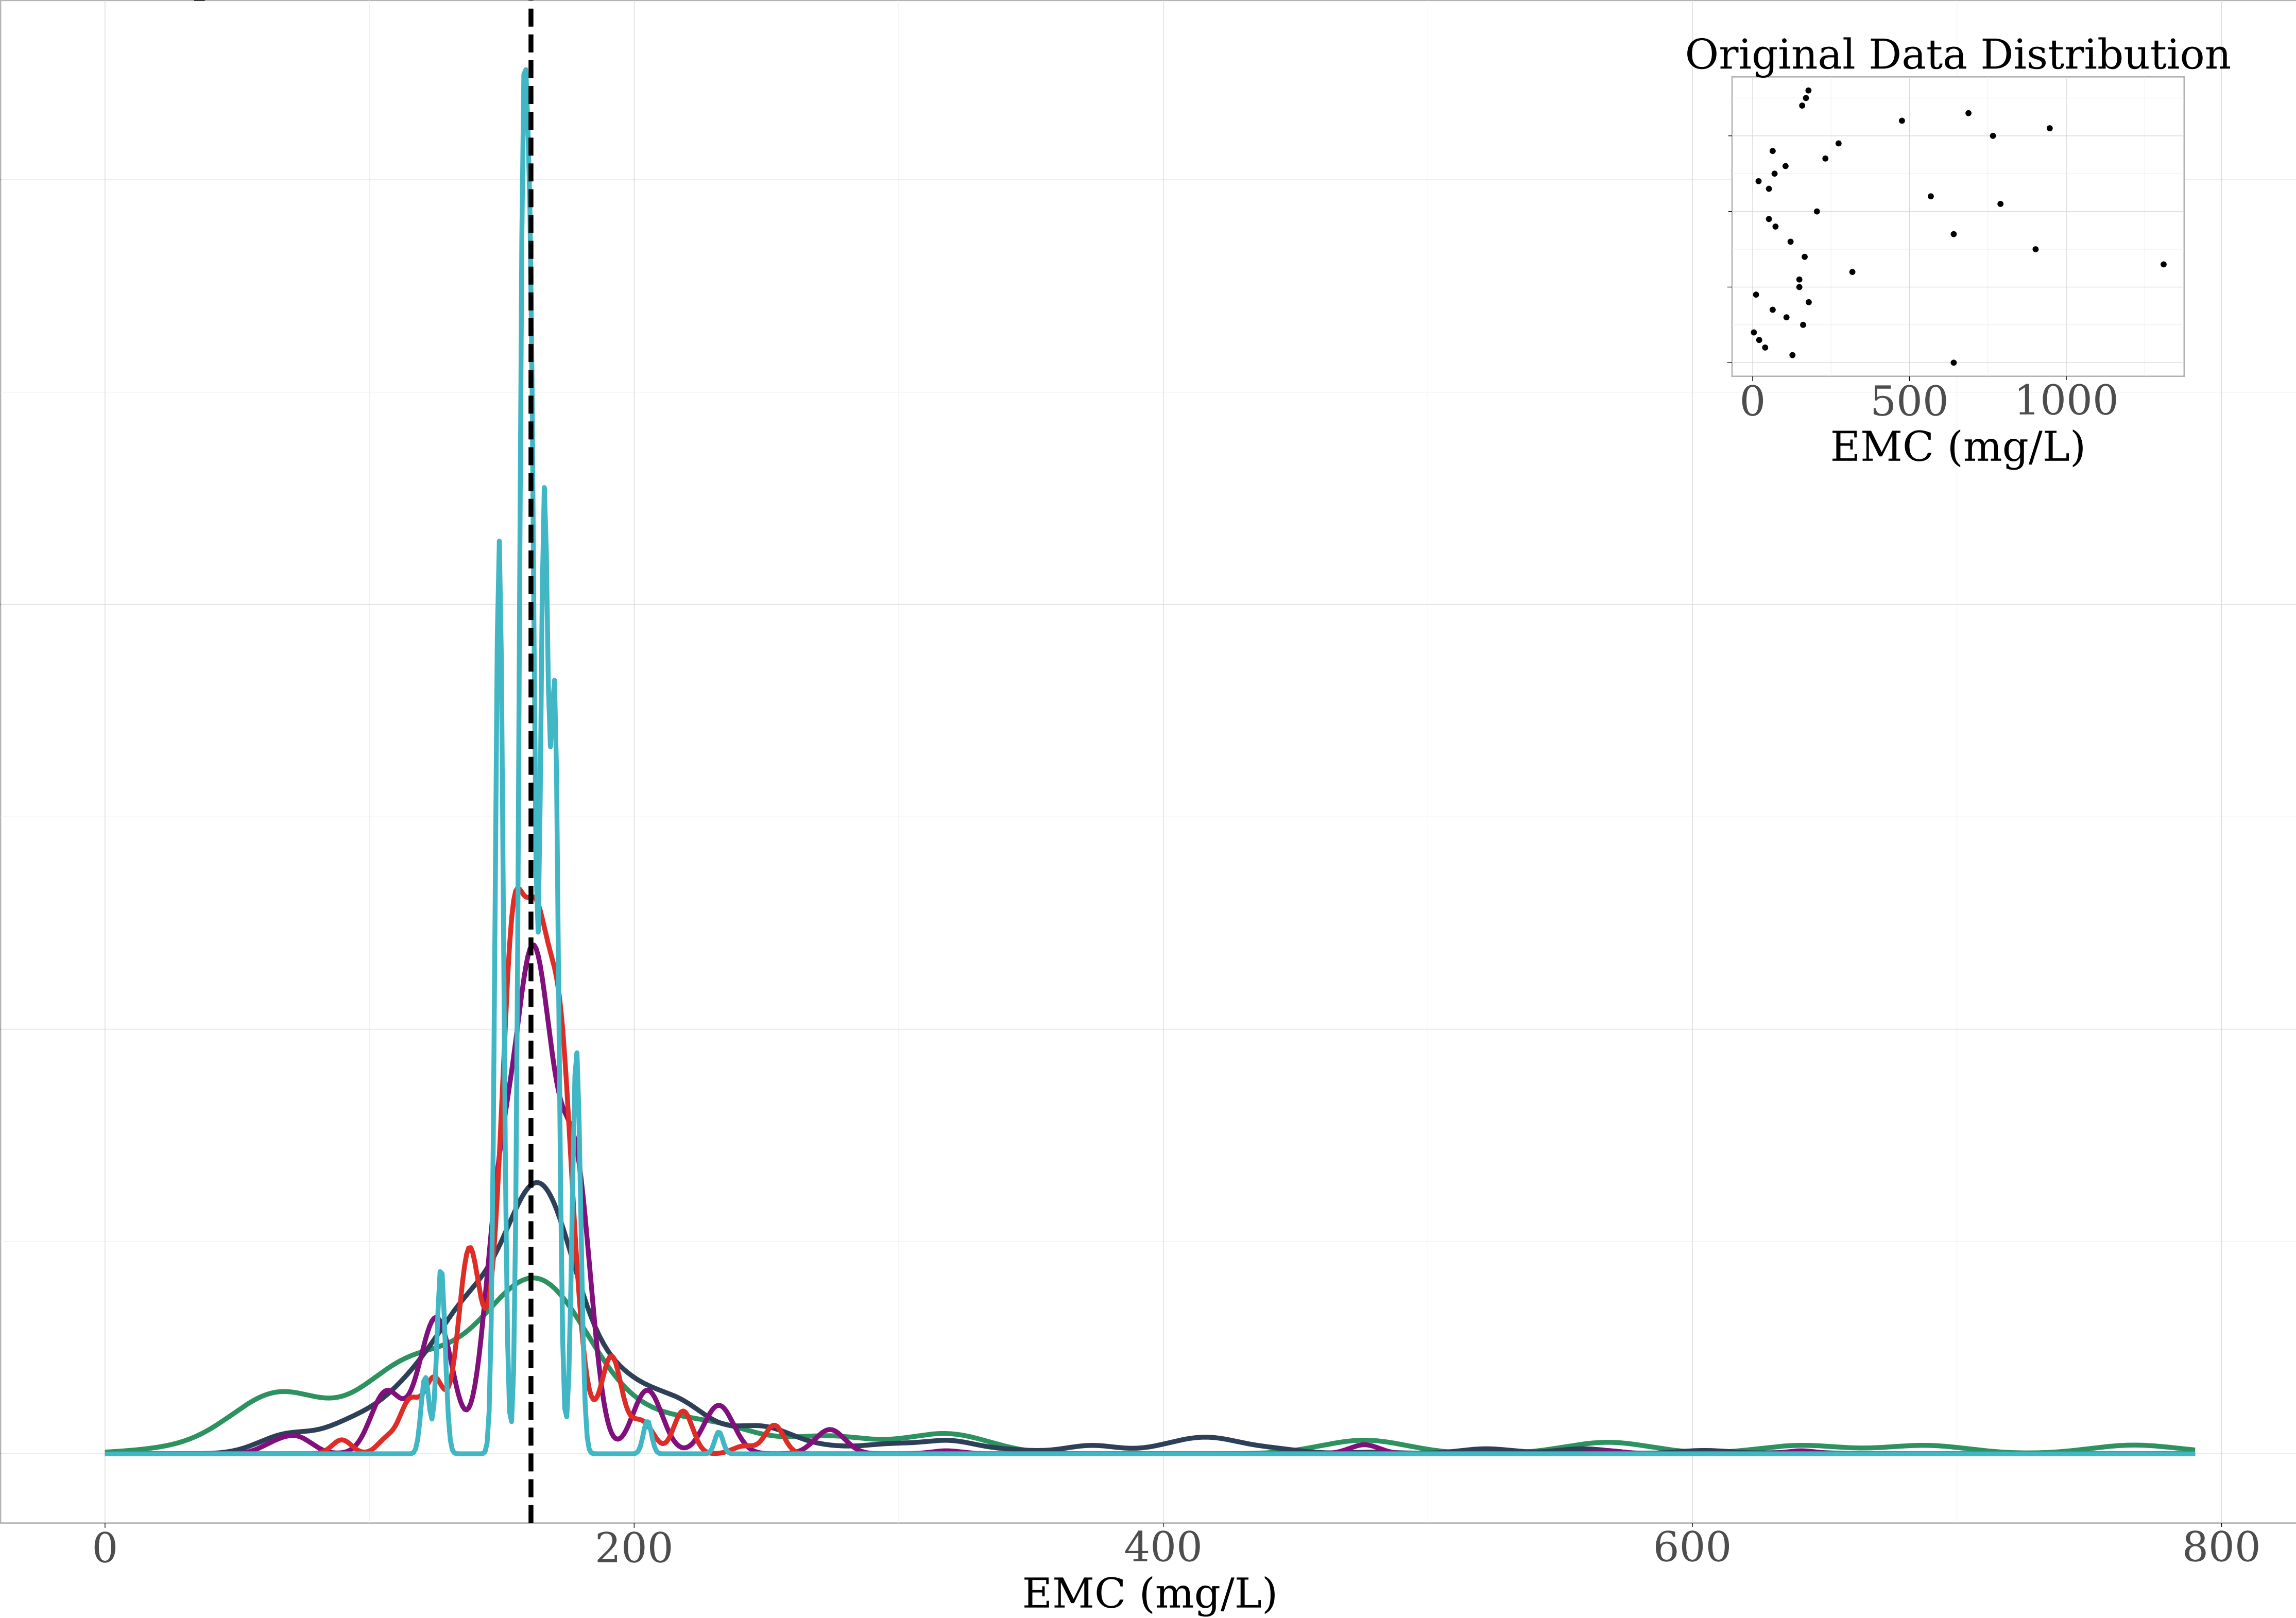 Original Data Distribution
0 500 1000
EMC (mg/L)
0 200 400 600 800
EMC (mg/L)